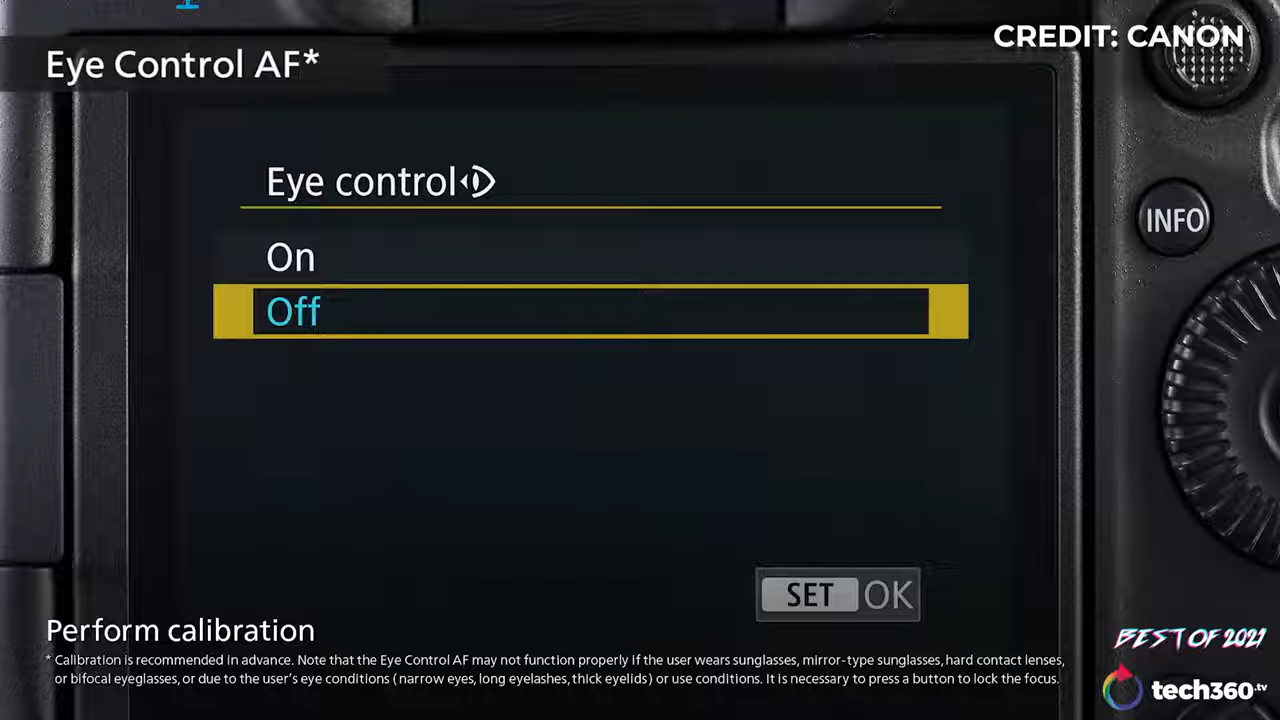 CREDIT: CANON
Eye Control AF*
Eye control
On
Off
INFO
SET OK
Perform calibration
* Calibration is recommended in advance. Note that the Eye Control AF may not function properly if the user wears sunglasses, mirror-type sunglasses, hard contact lenses,
or bifocal eyeglasses, or due to the user's eye conditions (narrow eyes, long eyelashes, thick eyelids) or use conditions. It is necessary to press a button to lock the focus.
BEST OF 2021
tech360.tv